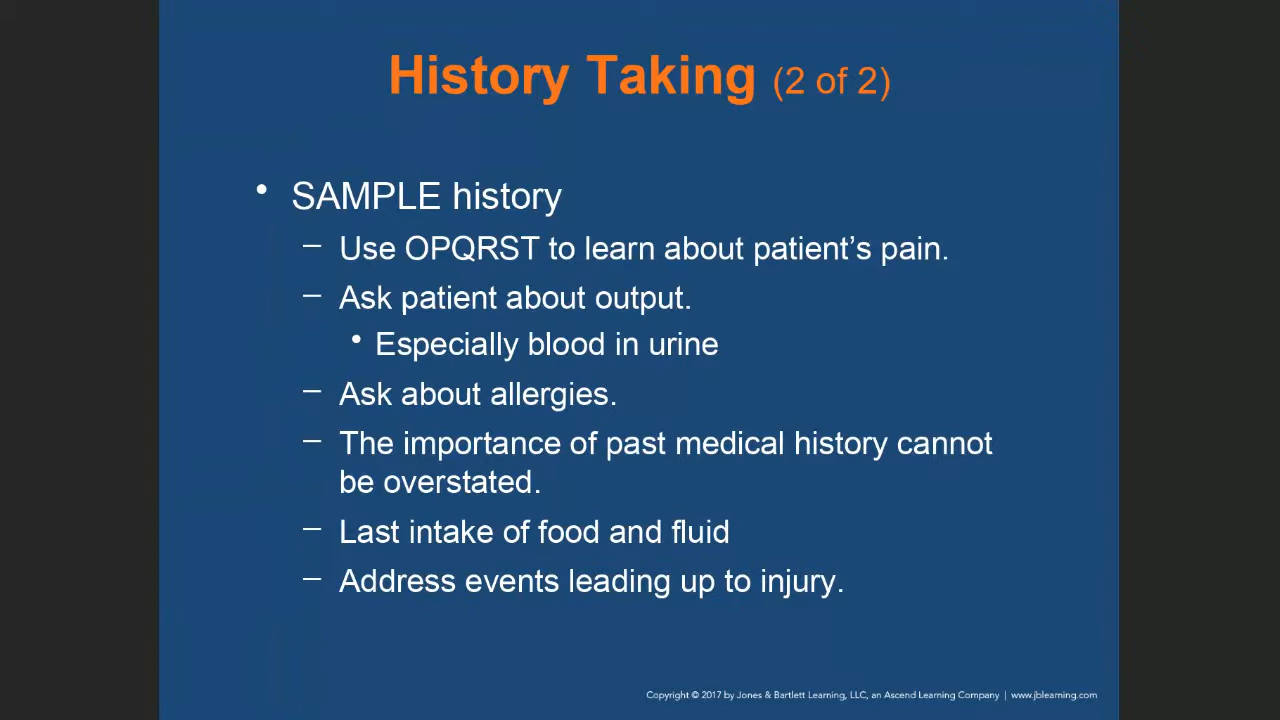 History Taking (2 of 2)
• SAMPLE history
– Use OPQRST to learn about patient’s pain.
– Ask patient about output.
• Especially blood in urine
– Ask about allergies.
– The importance of past medical history cannot
be overstated.
– Last intake of food and fluid
– Address events leading up to injury.
Copyright © 2017 by Jones & Bartlett Learning, LLC, an Ascend Learning Company | www.jblearning.com